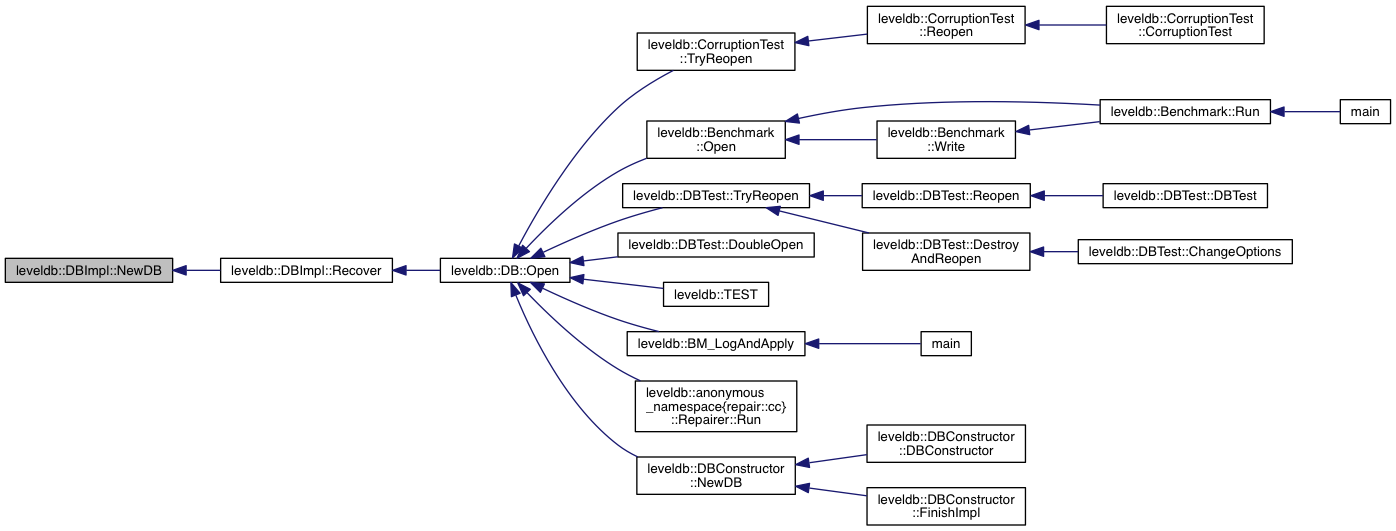 leveldb::DBImpl::NewDB
leveldb::DBImpl::Recover
leveldb::DB::Open
leveldb::CorruptionTest
::TryReopen
leveldb::CorruptionTest
::Reopen
leveldb::CorruptionTest
::CorruptionTest
leveldb::Benchmark
::Open
leveldb::Benchmark
::Write
leveldb::Benchmark::Run
main
leveldb::DBTest::TryReopen
leveldb::DBTest::Reopen
leveldb::DBTest::DBTest
leveldb::DBTest::Destroy
AndReopen
leveldb::DBTest::ChangeOptions
leveldb::DBTest::DoubleOpen
leveldb::TEST
leveldb::BM_LogAndApply
main
leveldb::anonymous
_namespace{repair::cc}
::Repairer::Run
leveldb::DBConstructor
::NewDB
leveldb::DBConstructor
::DBConstructor
leveldb::DBConstructor
::FinishImpl